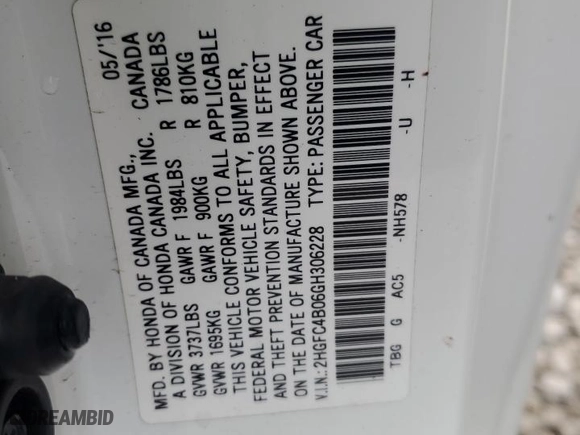 MFD. BY HONDA OF CANADA MFG., 05/'16
A DIVISION OF HONDA CANADA INC. CANADA
GVWR 3737LBS GAWR F 1984LBS R 1786LBS
GVWR 1695KG GAWR F 900KG R 810KG
THIS VEHICLE CONFORMS TO ALL APPLICABLE
FEDERAL MOTOR VEHICLE SAFETY, BUMPER,
AND THEFT PREVENTION STANDARDS IN EFFECT
ON THE DATE OF MANUFACTURE SHOWN ABOVE.
V.I.N.:2HGFC4B06GH306228 TYPE: PASSENGER CAR
TBG G AC5 -NH578 -U -H
DREAMBID